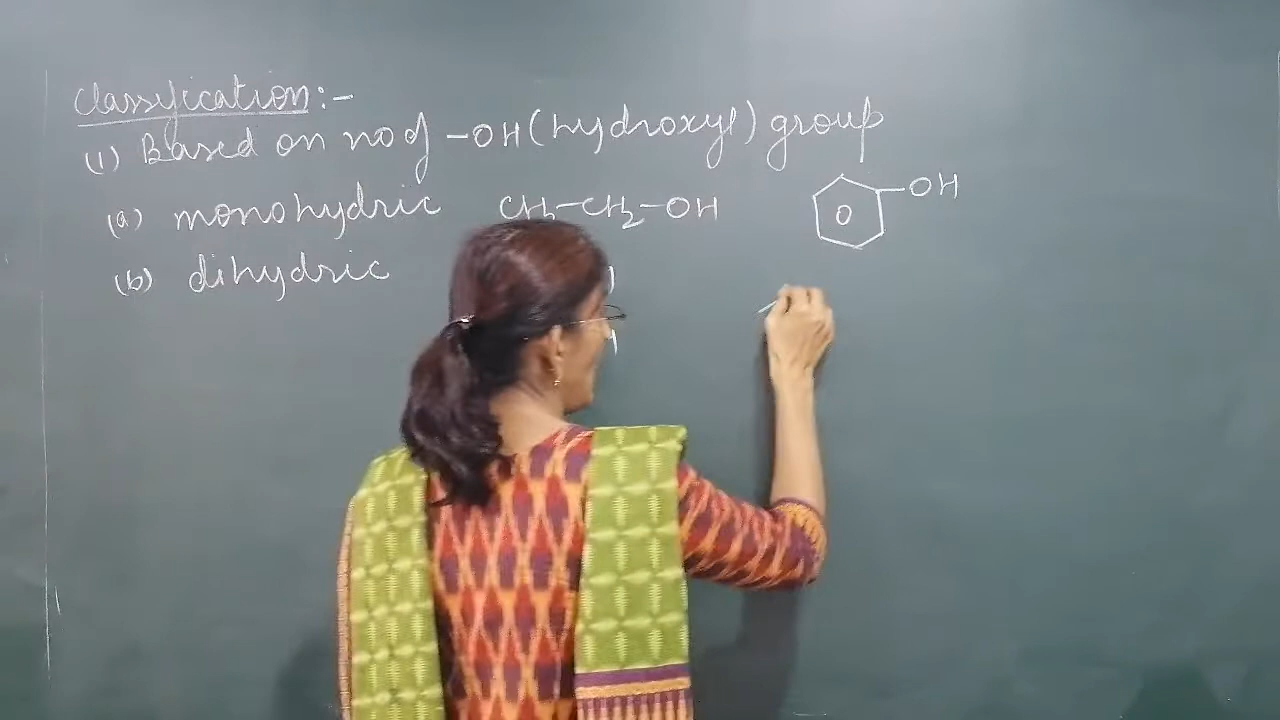 Classification:-
(1) Based on no of -OH (hydroxyl) group
(a) monohydric CH3-CH2-OH OH
(b) dihydric